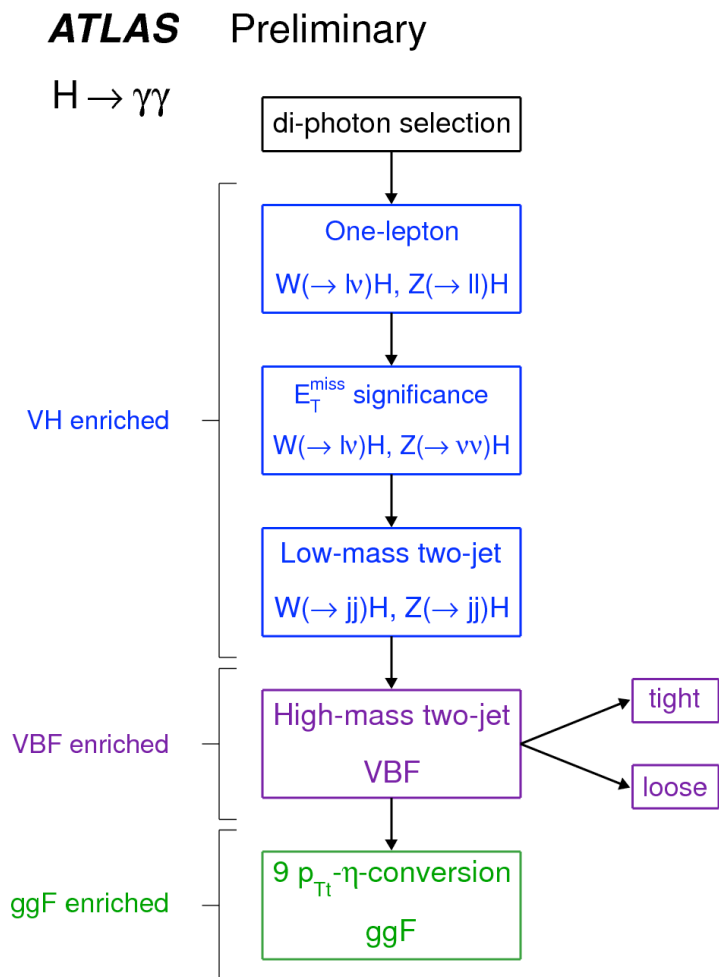 ATLAS Preliminary
H → γγ
di-photon selection
One-lepton
W(→ lν)H, Z(→ ll)H
VH enriched
E_T^miss significance
W(→ lν)H, Z(→ νν)H
Low-mass two-jet
W(→ jj)H, Z(→ jj)H
VBF enriched
High-mass two-jet
VBF
tight
loose
ggF enriched
9 p_Tt-η-conversion
ggF